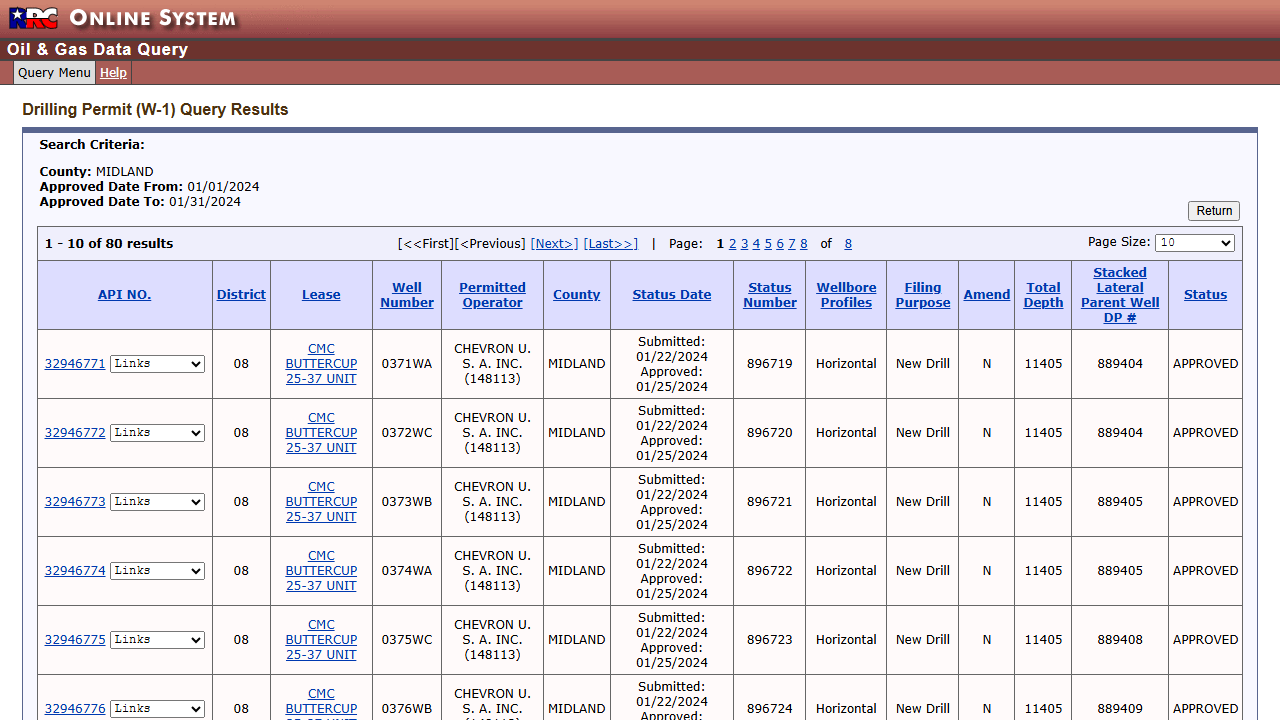 RRC ONLINE SYSTEM
Oil & Gas Data Query
Query Menu Help
Drilling Permit (W-1) Query Results
Search Criteria:
County: MIDLAND
Approved Date From: 01/01/2024
Approved Date To: 01/31/2024
Return
1 - 10 of 80 results [<<First][<Previous] [Next>] [Last>>] | Page: 1 2 3 4 5 6 7 8 of 8 Page Size: 10
API NO. District Lease Well Number Permitted Operator County Status Date Status Number Wellbore Profiles Filing Purpose Amend Total Depth Stacked Lateral Parent Well DP # Status
32946771 Links 08 CMC BUTTERCUP 25-37 UNIT 0371WA CHEVRON U. S. A. INC. (148113) MIDLAND Submitted: 01/22/2024 Approved: 01/25/2024 896719 Horizontal New Drill N 11405 889404 APPROVED
32946772 Links 08 CMC BUTTERCUP 25-37 UNIT 0372WC CHEVRON U. S. A. INC. (148113) MIDLAND Submitted: 01/22/2024 Approved: 01/25/2024 896720 Horizontal New Drill N 11405 889404 APPROVED
32946773 Links 08 CMC BUTTERCUP 25-37 UNIT 0373WB CHEVRON U. S. A. INC. (148113) MIDLAND Submitted: 01/22/2024 Approved: 01/25/2024 896721 Horizontal New Drill N 11405 889405 APPROVED
32946774 Links 08 CMC BUTTERCUP 25-37 UNIT 0374WA CHEVRON U. S. A. INC. (148113) MIDLAND Submitted: 01/22/2024 Approved: 01/25/2024 896722 Horizontal New Drill N 11405 889405 APPROVED
32946775 Links 08 CMC BUTTERCUP 25-37 UNIT 0375WC CHEVRON U. S. A. INC. (148113) MIDLAND Submitted: 01/22/2024 Approved: 01/25/2024 896723 Horizontal New Drill N 11405 889408 APPROVED
32946776 Links 08 CMC BUTTERCUP 0376WB CHEVRON U. S. A. INC. MIDLAND Submitted: 01/22/2024 Approved: 896724 Horizontal New Drill N 11405 889409 APPROVED